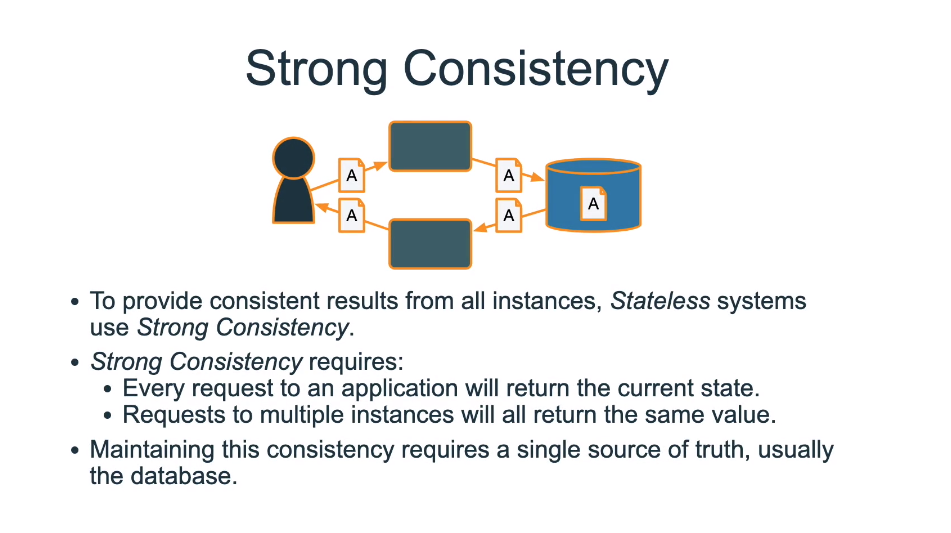 Strong Consistency
A
A
A
A
A
• To provide consistent results from all instances, Stateless systems
use Strong Consistency.
• Strong Consistency requires:
• Every request to an application will return the current state.
• Requests to multiple instances will all return the same value.
• Maintaining this consistency requires a single source of truth, usually
the database.